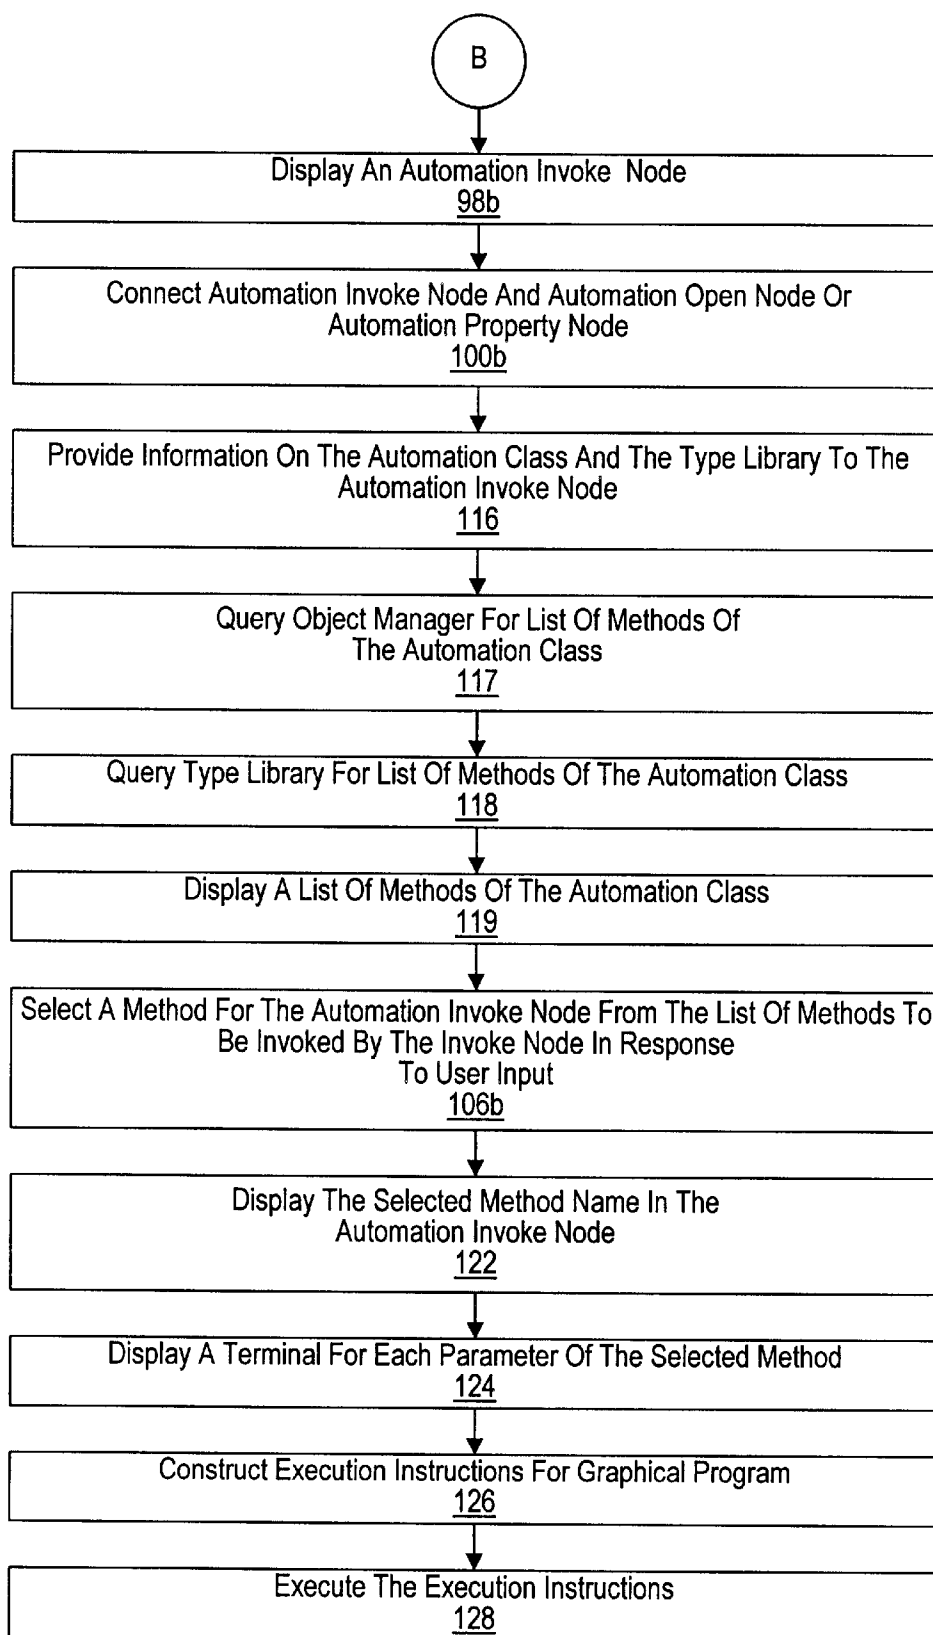 B
Display An Automation Invoke Node
98b
Connect Automation Invoke Node And Automation Open Node Or
Automation Property Node
100b
Provide Information On The Automation Class And The Type Library To The
Automation Invoke Node
116
Query Object Manager For List Of Methods Of
The Automation Class
117
Query Type Library For List Of Methods Of The Automation Class
118
Display A List Of Methods Of The Automation Class
119
Select A Method For The Automation Invoke Node From The List Of Methods To
Be Invoked By The Invoke Node In Response
To User Input
106b
Display The Selected Method Name In The
Automation Invoke Node
122
Display A Terminal For Each Parameter Of The Selected Method
124
Construct Execution Instructions For Graphical Program
126
Execute The Execution Instructions
128